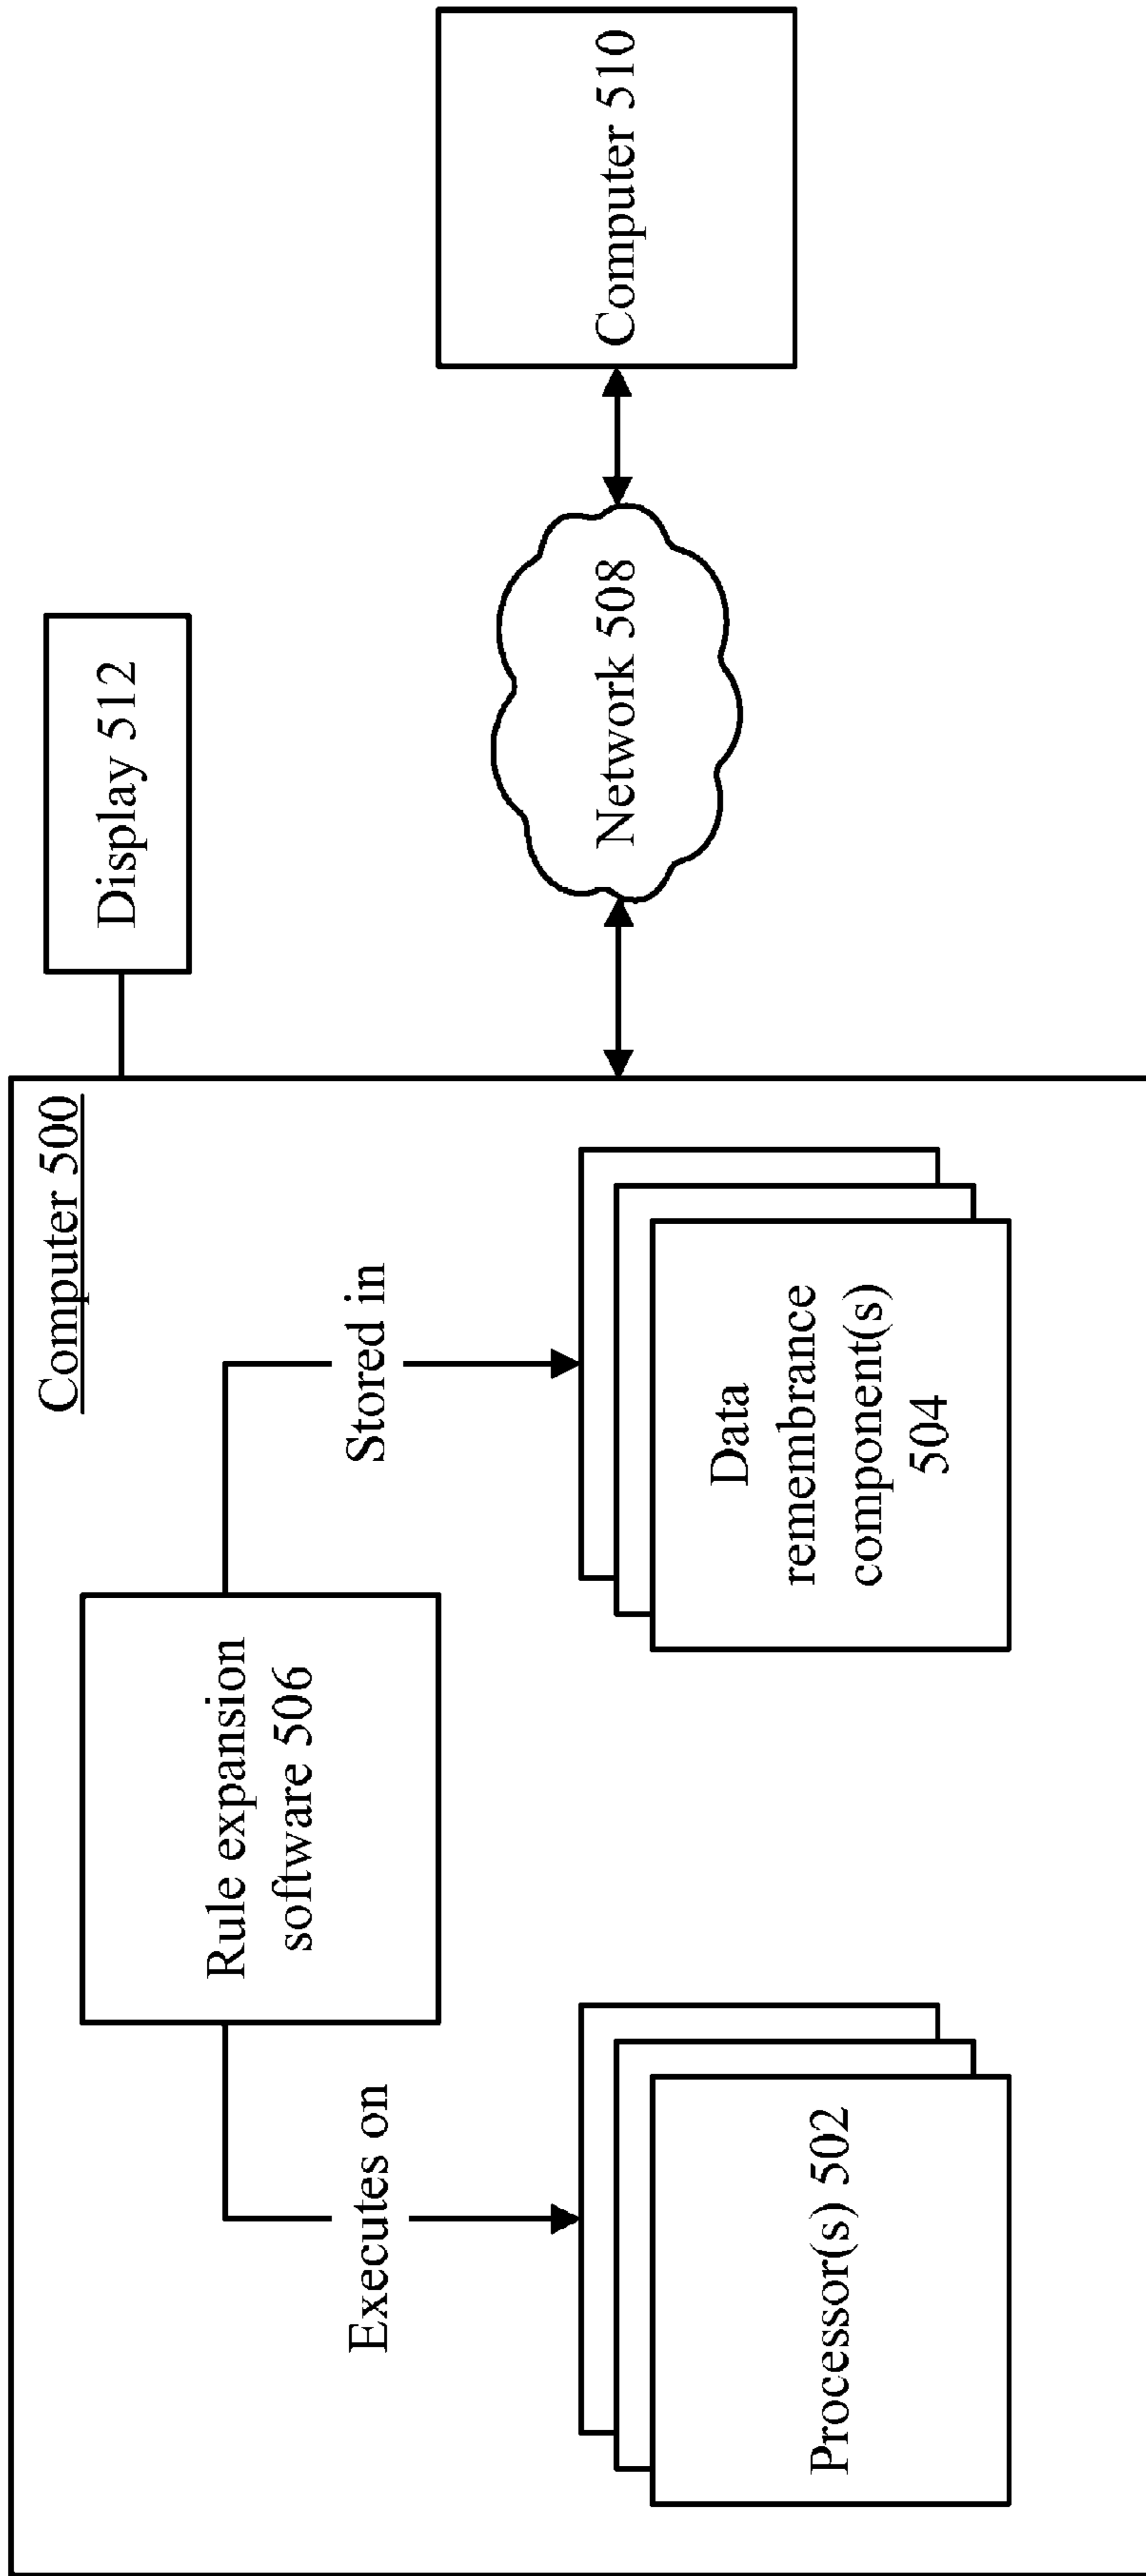 Computer 500
Rule expansion
software 506
Executes on
Stored in
Processor(s) 502
Data
remembrance
component(s)
504
Display 512
Network 508
Computer 510